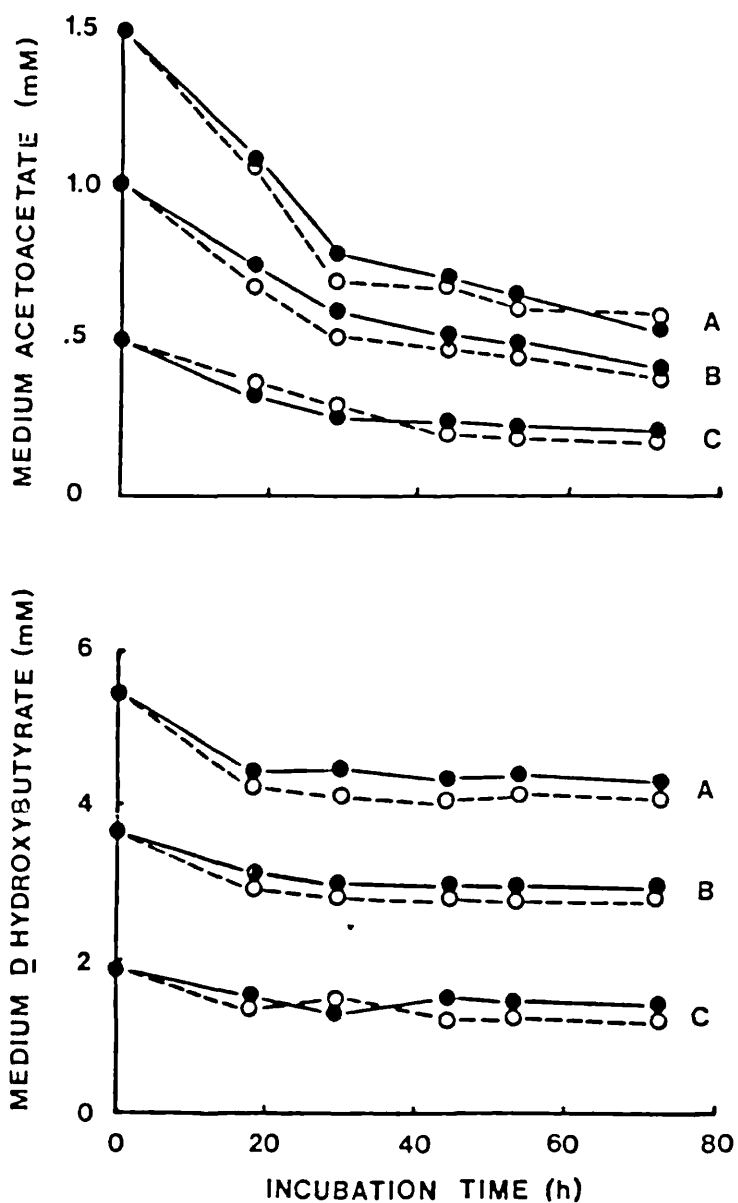 MEDIUM ACETOACETATE (mM)
1.5
1.0
.5
0
A
B
C
MEDIUM D HYDROXYBUTYRATE (mM)
6
4
2
0
A
B
C
0 20 40 60 80
INCUBATION TIME (h)